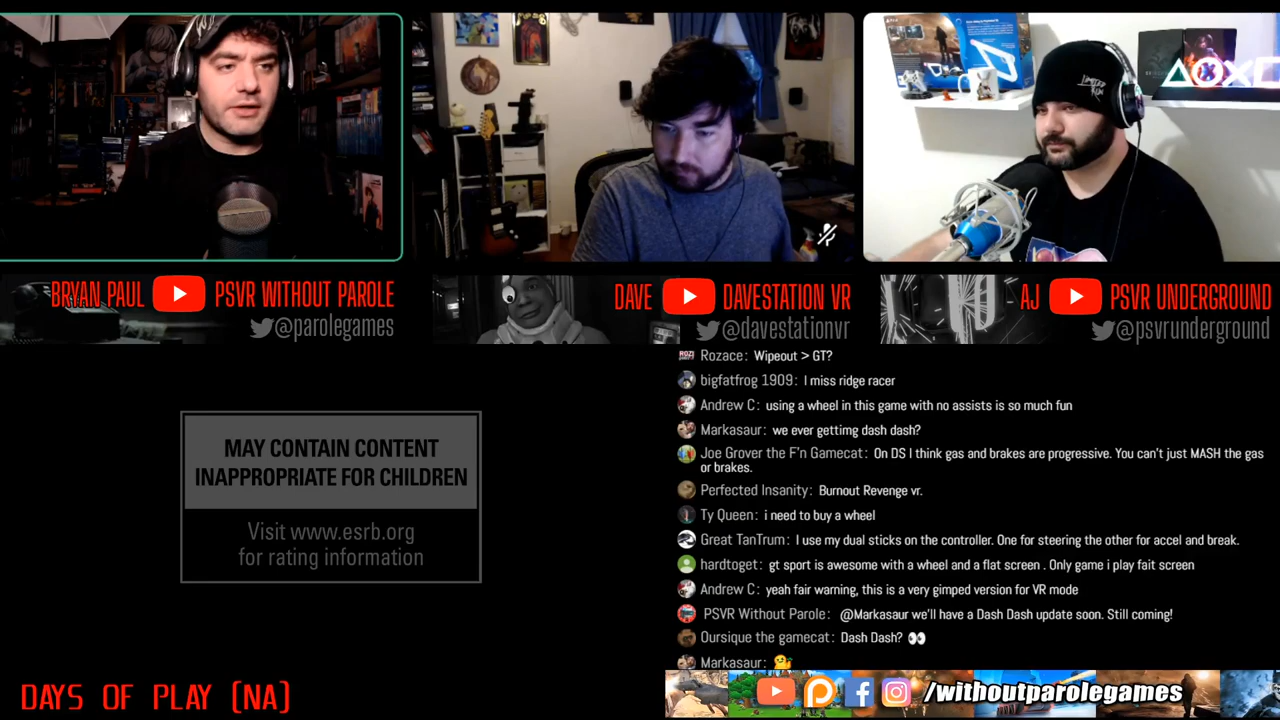 LIMITED
RUN
BRYAN PAUL PSVR WITHOUT PAROLE
@parolegames
DAVE DAVESTATION VR
@davestationvr
AJ PSVR UNDERGROUND
@psvrunderground
Rozace: Wipeout > GT?
bigfatfrog 1909: I miss ridge racer
Andrew C: using a wheel in this game with no assists is so much fun
Markasaur: we ever gettimg dash dash?
Joe Grover the F'n Gamecat: On DS I think gas and brakes are progressive. You can't just MASH the gas
or brakes.
Perfected Insanity: Burnout Revenge vr.
Ty Queen: i need to buy a wheel
Great TanTrum: I use my dual sticks on the controller. One for steering the other for accel and break.
hardtoget: gt sport is awesome with a wheel and a flat screen . Only game i play fait screen
Andrew C: yeah fair warning, this is a very gimped version for VR mode
PSVR Without Parole: @Markasaur we'll have a Dash Dash update soon. Still coming!
Oursique the gamecat: Dash Dash? 👀
Markasaur:
MAY CONTAIN CONTENT
INAPPROPRIATE FOR CHILDREN
Visit www.esrb.org
for rating information
DAYS OF PLAY (NA)
/withoutparolegames